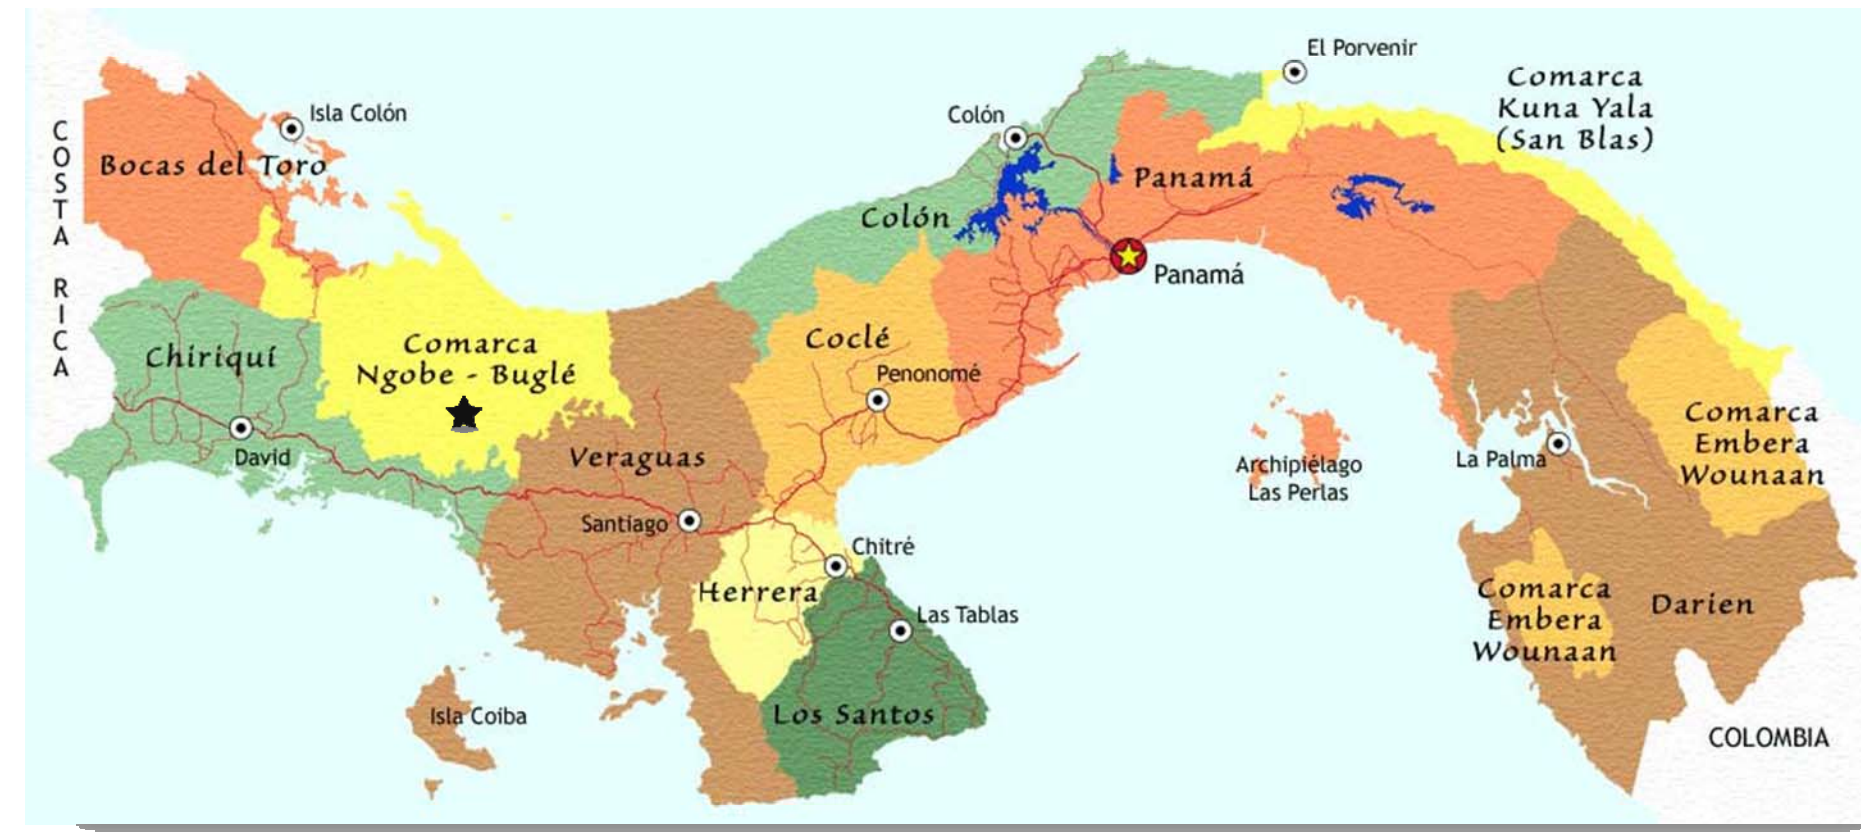 El Porvenir
Comarca
Kuna Yala
(San Blas)
Isla Colón
Colón
COSTA RICA
Bocas del Toro
Panamá
Colón
Panamá
Chiriquí
Comarca
Ngobe - Buglé
Coclé
Penonomé
Comarca
Embera
Wounaan
David
Veraguas
La Palma
Archipiélago
Las Perlas
Santiago
Chitré
Herrera
Las Tablas
Comarca
Embera
Wounaan
Darien
Isla Coiba
Los Santos
COLOMBIA